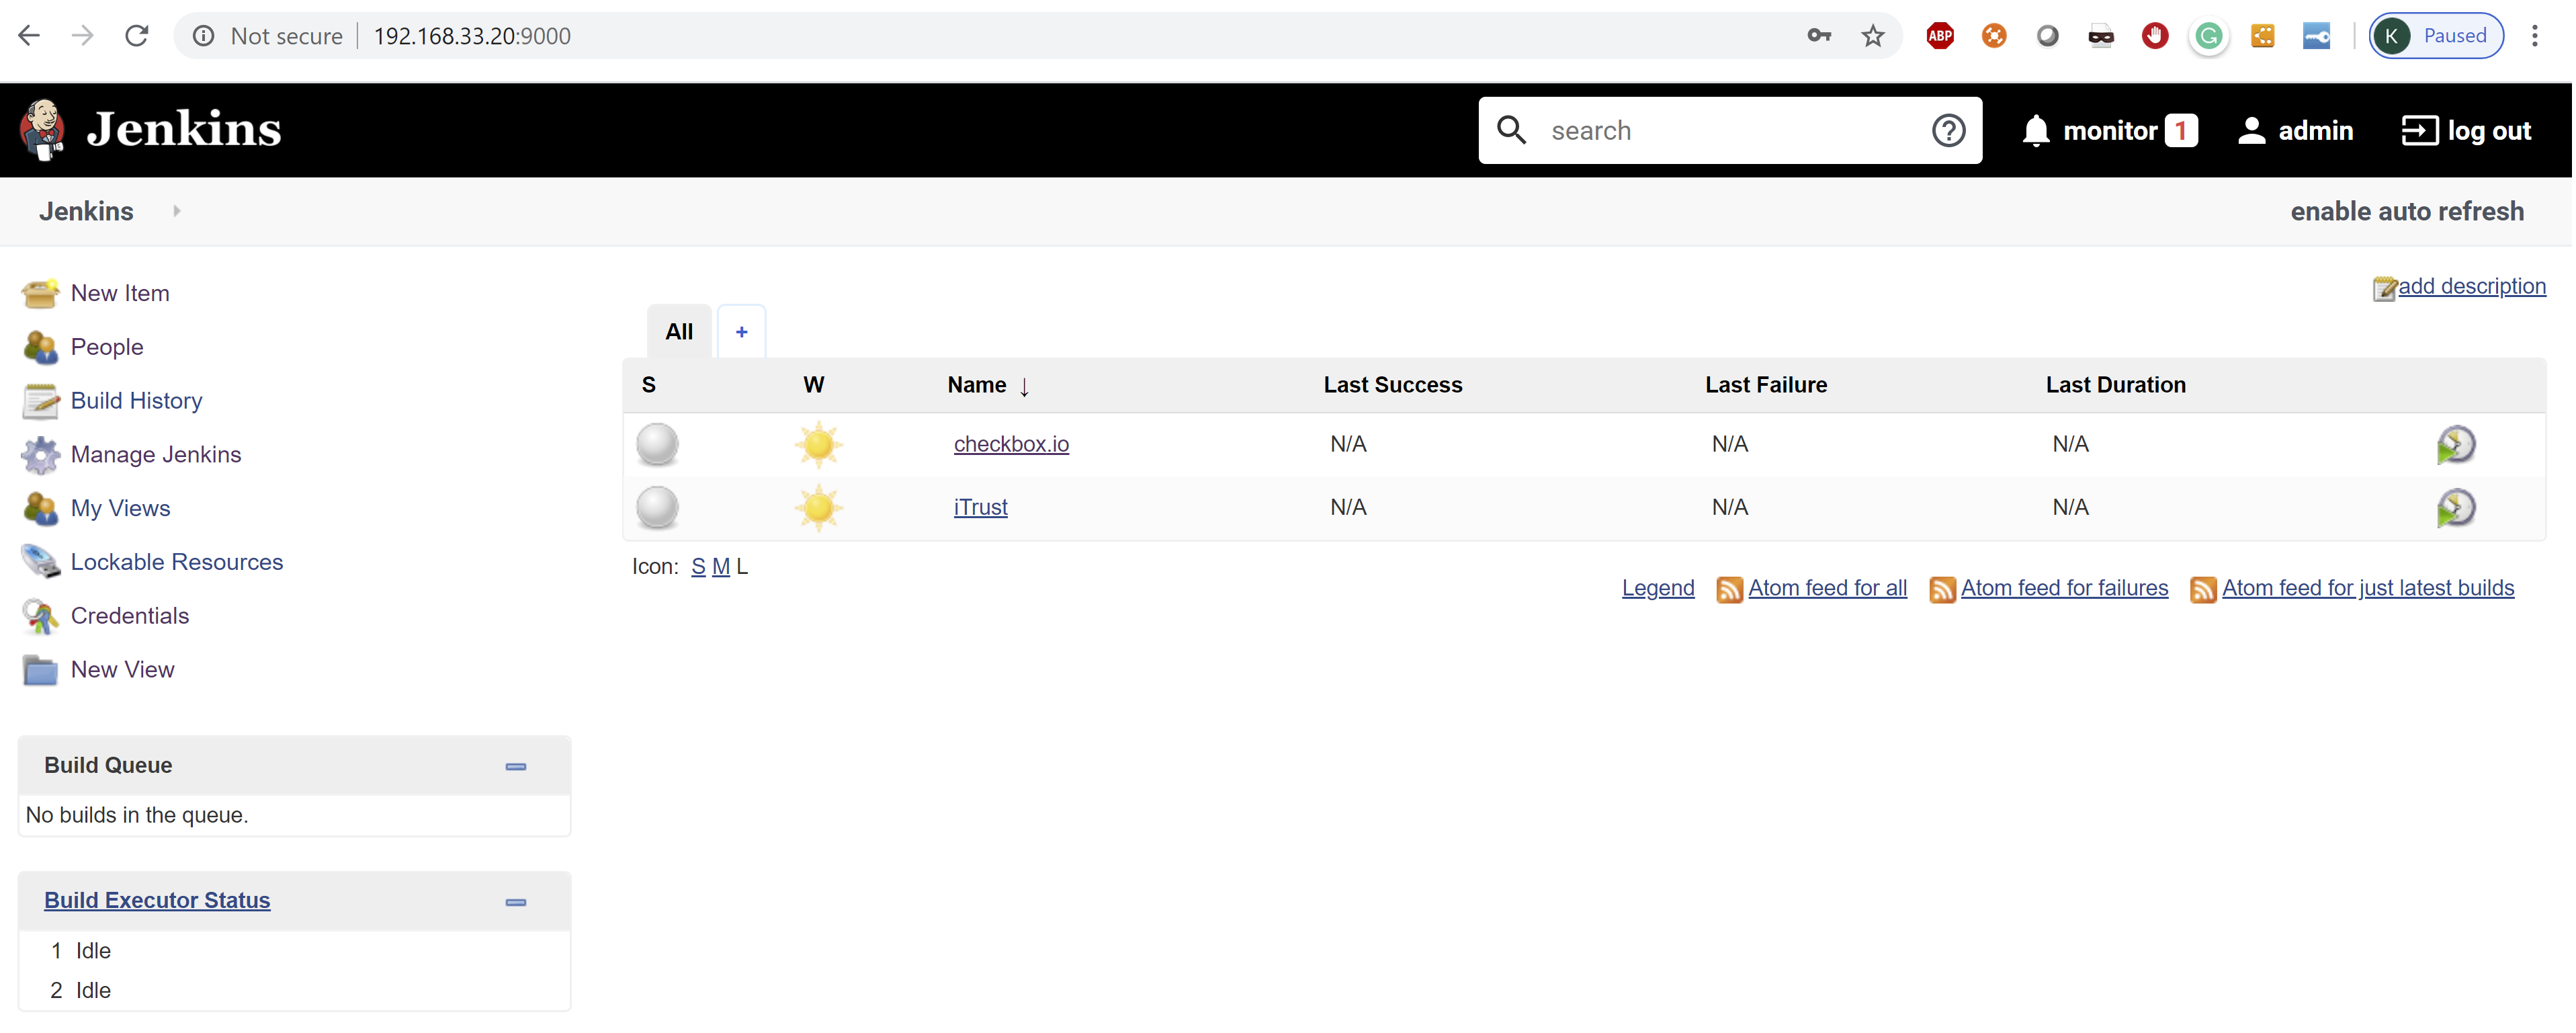 Not secure 192.168.33.20:9000 ABP K Paused
Jenkins search monitor 1 admin log out
Jenkins enable auto refresh
New Item
People
Build History
Manage Jenkins
My Views
Lockable Resources
Credentials
New View
Build Queue
No builds in the queue.
Build Executor Status
1 Idle
2 Idle
add description
All +
S W Name ↓ Last Success Last Failure Last Duration
checkbox.io N/A N/A N/A
iTrust N/A N/A N/A
Icon: S M L
Legend Atom feed for all Atom feed for failures Atom feed for just latest builds